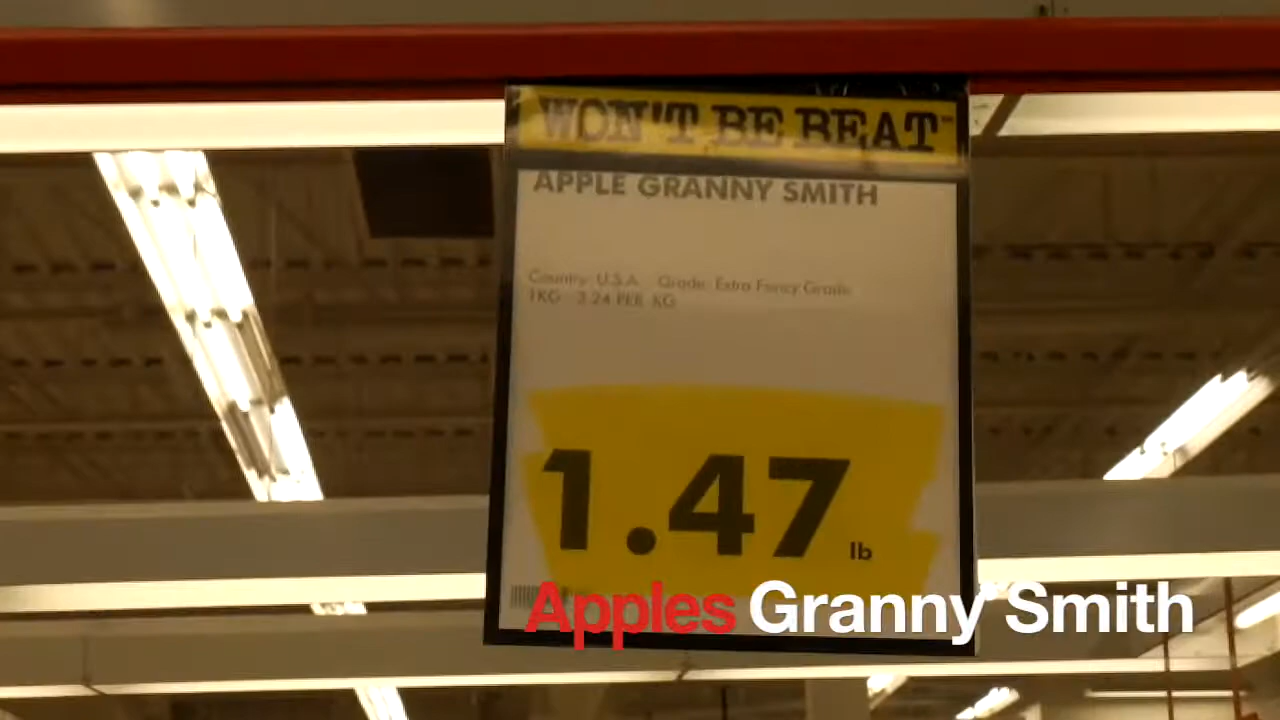 WON'T BE BEAT™
APPLE GRANNY SMITH
Country: U.S.A. Grade: Extra Fancy Grade
1KG 3.24 PER KG
1.47
lb
Apples Granny Smith